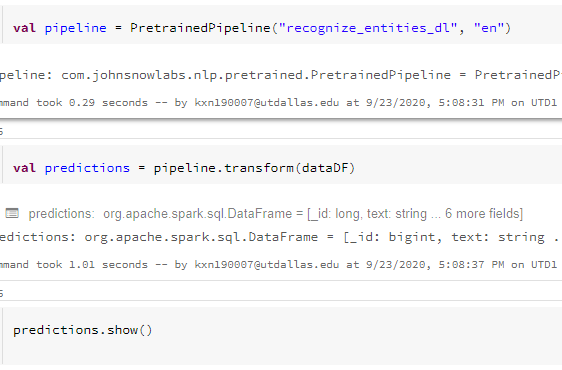 val pipeline = PretrainedPipeline("recognize_entities_dl", "en")
peline: com.johnsnowlabs.nlp.pretrained.PretrainedPipeline = PretrainedP
mmand took 0.29 seconds -- by kxn190007@utdallas.edu at 9/23/2020, 5:08:31 PM on UTD1
val predictions = pipeline.transform(dataDF)
predictions: org.apache.spark.sql.DataFrame = [_id: long, text: string ... 6 more fields]
edictions: org.apache.spark.sql.DataFrame = [_id: bigint, text: string .
mmand took 1.01 seconds -- by kxn190007@utdallas.edu at 9/23/2020, 5:08:37 PM on UTD1
predictions.show()